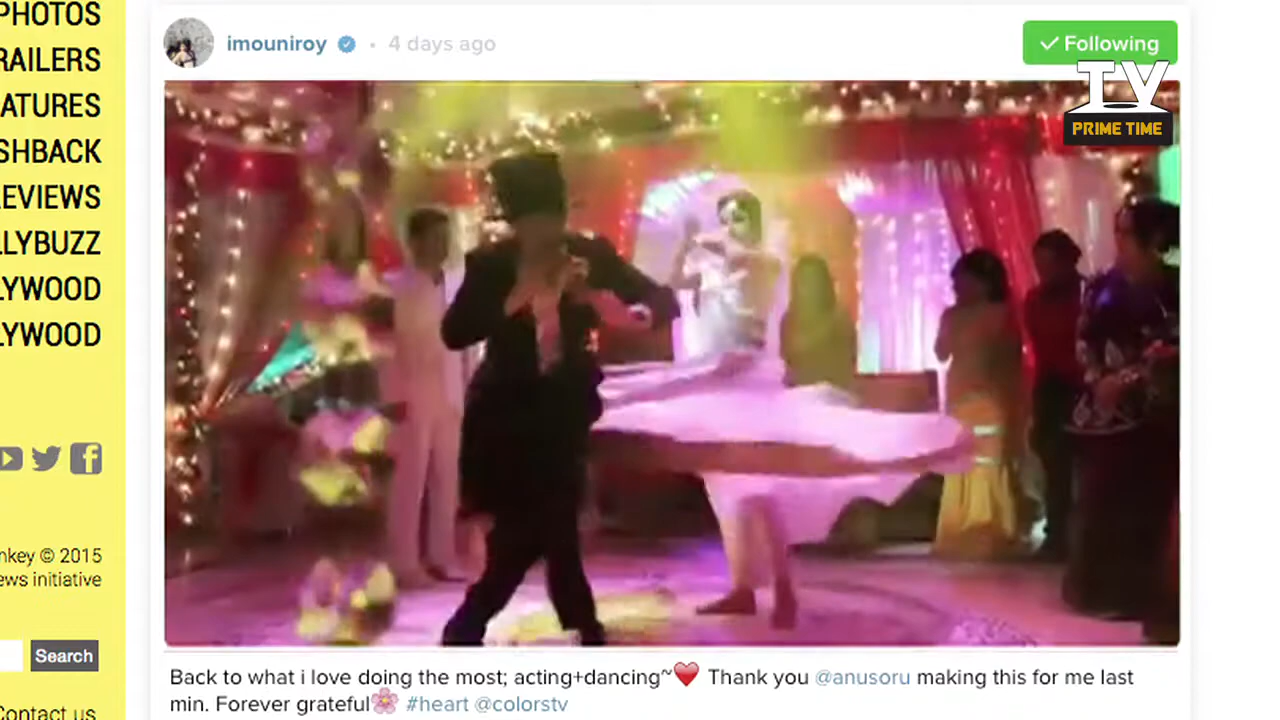 PHOTOS
RAILERS
ATURES
SHBACK
EVIEWS
LLYBUZZ
LYWOOD
LYWOOD
nkey © 2015
ews initiative
Search
Contact us
imouniroy • 4 days ago
Following
TV
PRIME TIME
Back to what i love doing the most; acting+dancing~❤️ Thank you @anusoru making this for me last
min. Forever grateful🌸 #heart @colorstv